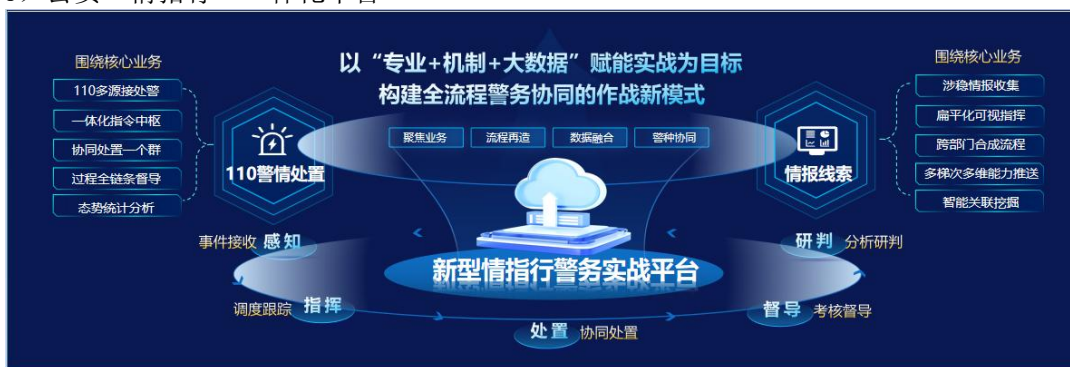 以“专业+机制+大数据”赋能实战为目标
构建全流程警务协同的作战新模式
聚焦业务 流程再造 数据融合 警种协同
围绕核心业务
110多源接处警
一体化指令中枢
协同处置一个群
过程全链条督导
态势统计分析
110警情处置
围绕核心业务
涉稳情报收集
扁平化可视指挥
跨部门合成流程
多梯次多维能力推送
智能关联挖掘
情报线索
新型情指行警务实战平台
事件接收 感知
调度跟踪 指挥
处置 协同处置
督导 考核督导
研判 分析研判